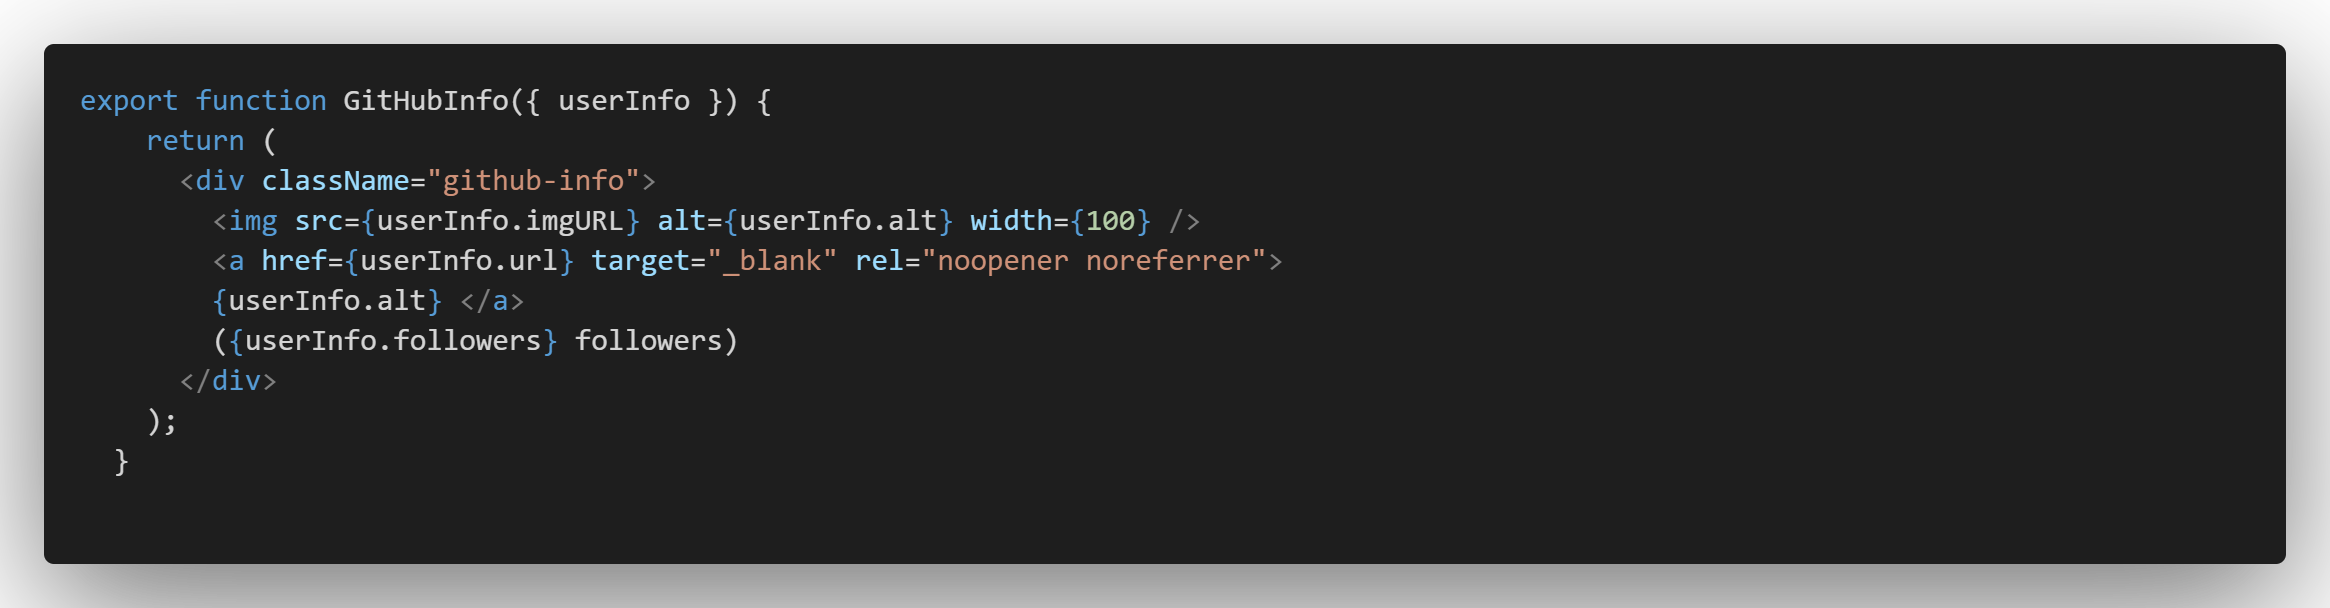 export function GitHubInfo({ userInfo }) {
    return (
      <div className="github-info">
        <img src={userInfo.imgURL} alt={userInfo.alt} width={100} />
        <a href={userInfo.url} target="_blank" rel="noopener noreferrer">
        {userInfo.alt} </a>
        ({userInfo.followers} followers)
      </div>
    );
  }